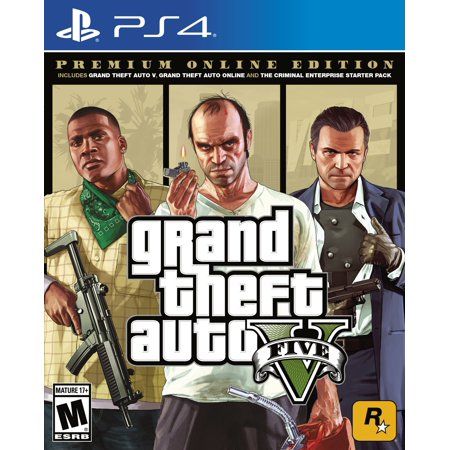 PS4
PREMIUM ONLINE EDITION
INCLUDES GRAND THEFT AUTO V, GRAND THEFT AUTO ONLINE AND THE CRIMINAL ENTERPRISE STARTER PACK
grand
theft
auto V
FIVE
MATURE 17+
M
ESRB
R